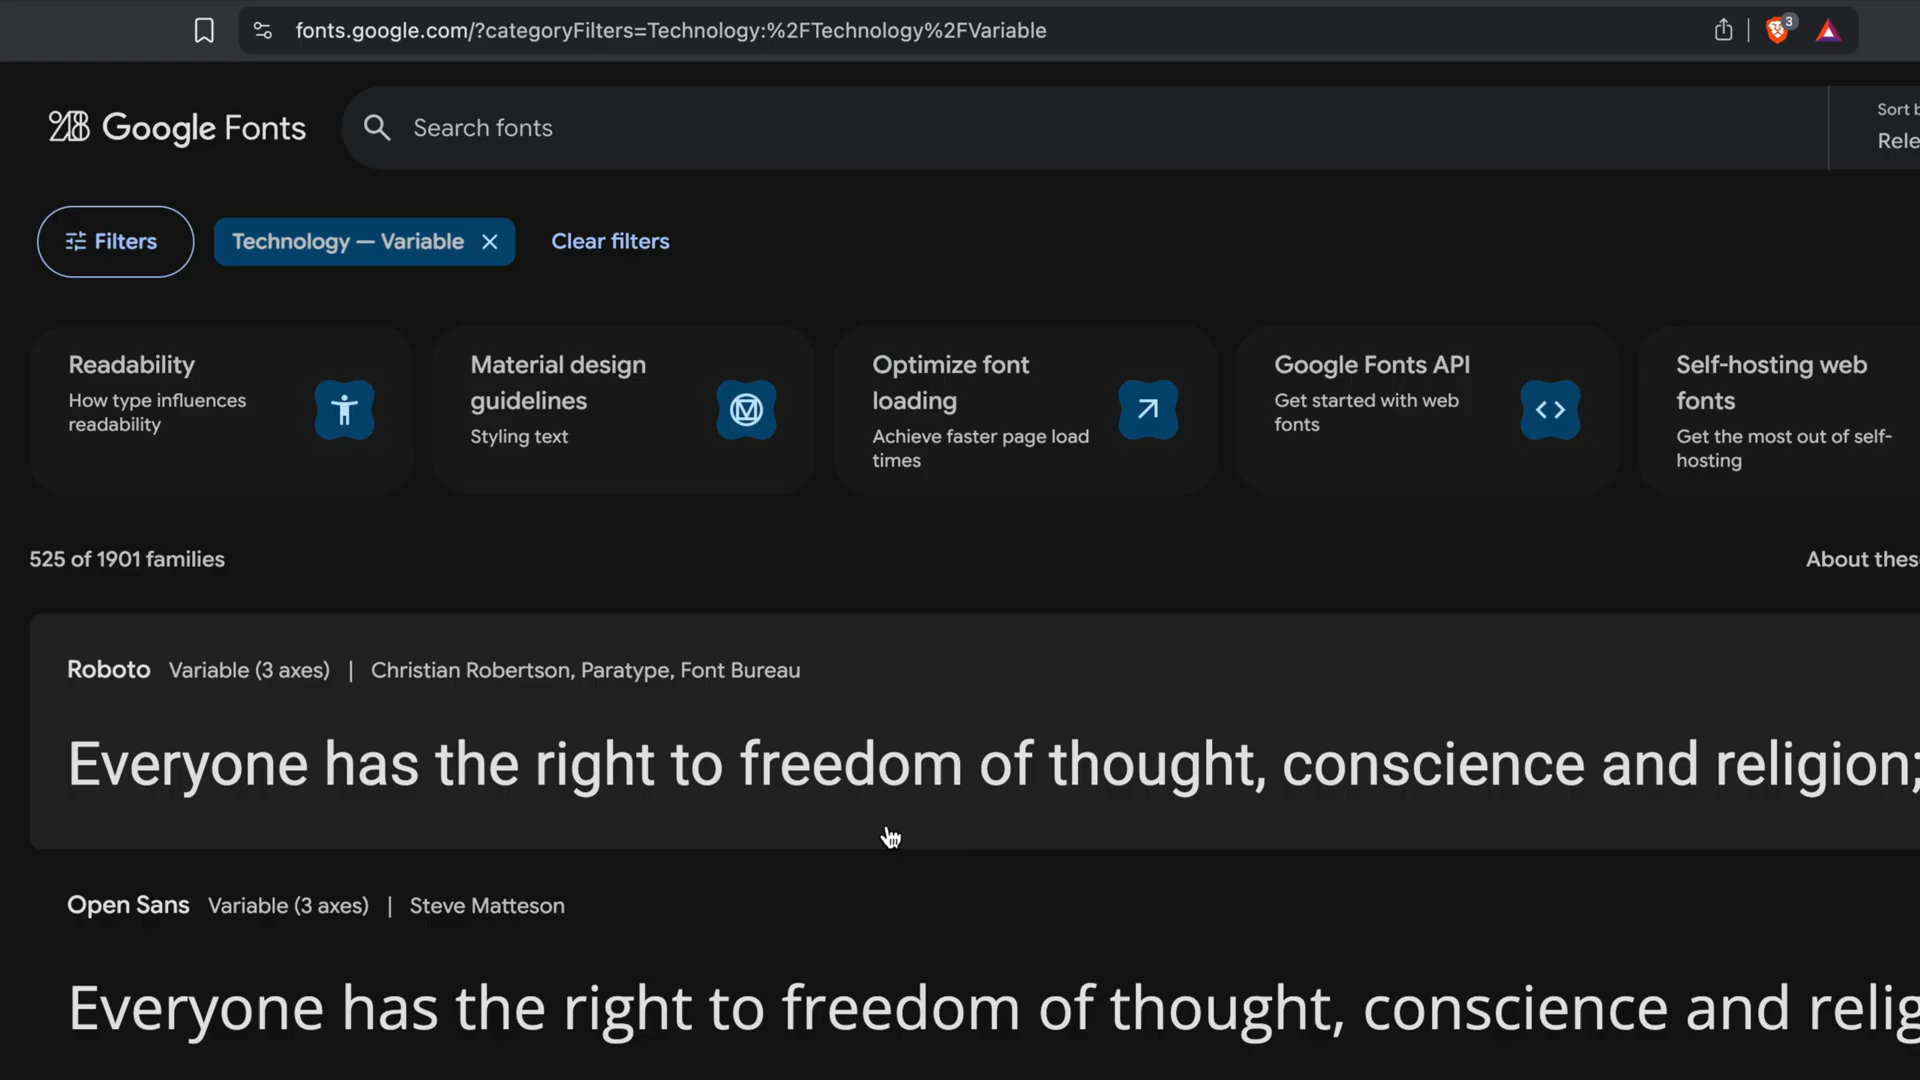 fonts.google.com/?categoryFilters=Technology:%2FTechnology%2FVariable
3
Google Fonts
Search fonts
Sort b
Rele
Filters
Technology — Variable
Clear filters
Readability
How type influences
readability
Material design
guidelines
Styling text
Optimize font
loading
Achieve faster page load
times
Google Fonts API
Get started with web
fonts
Self-hosting web
fonts
Get the most out of self-
hosting
525 of 1901 families
About thes
Roboto Variable (3 axes) | Christian Robertson, Paratype, Font Bureau
Everyone has the right to freedom of thought, conscience and religion;
Open Sans Variable (3 axes) | Steve Matteson
Everyone has the right to freedom of thought, conscience and relig